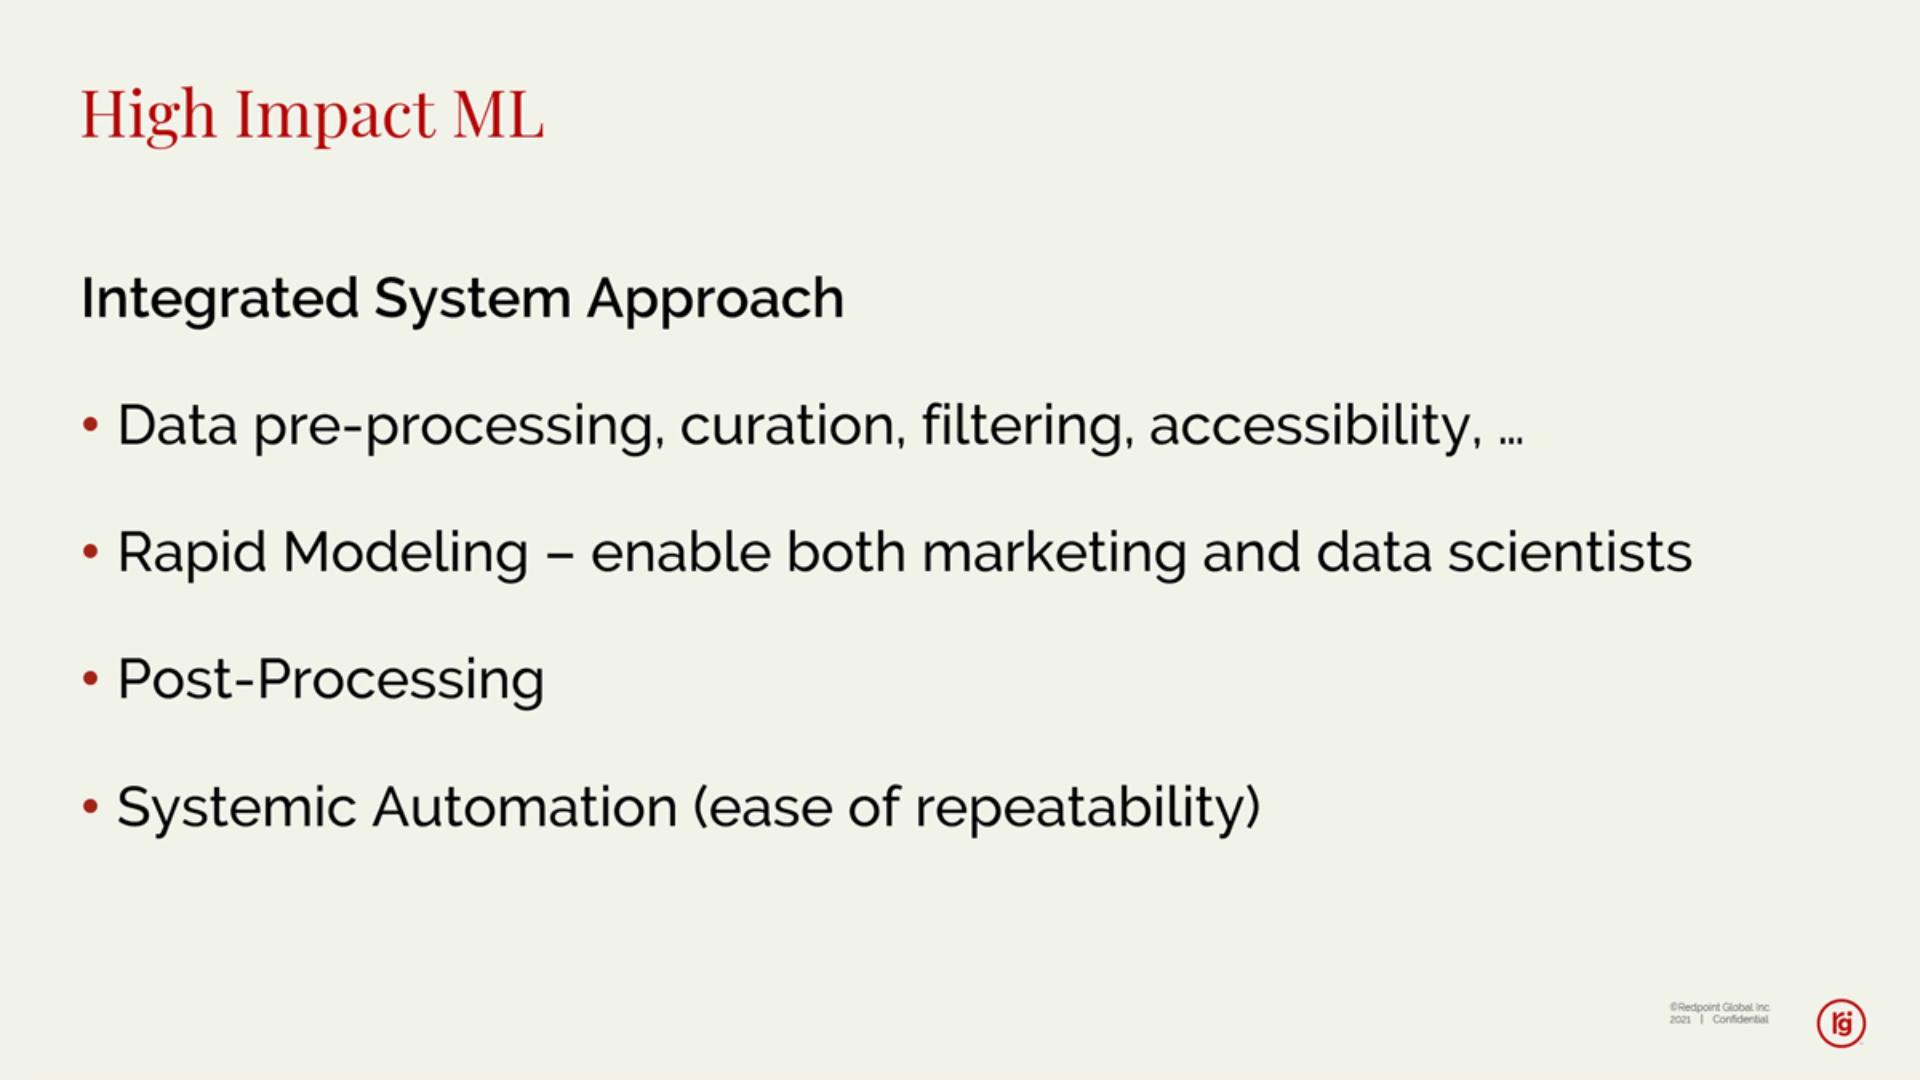 High Impact ML
Integrated System Approach
• Data pre-processing, curation, filtering, accessibility, ...
• Rapid Modeling – enable both marketing and data scientists
• Post-Processing
• Systemic Automation (ease of repeatability)
©Redpoint Global Inc.
2021 | Confidential
rg